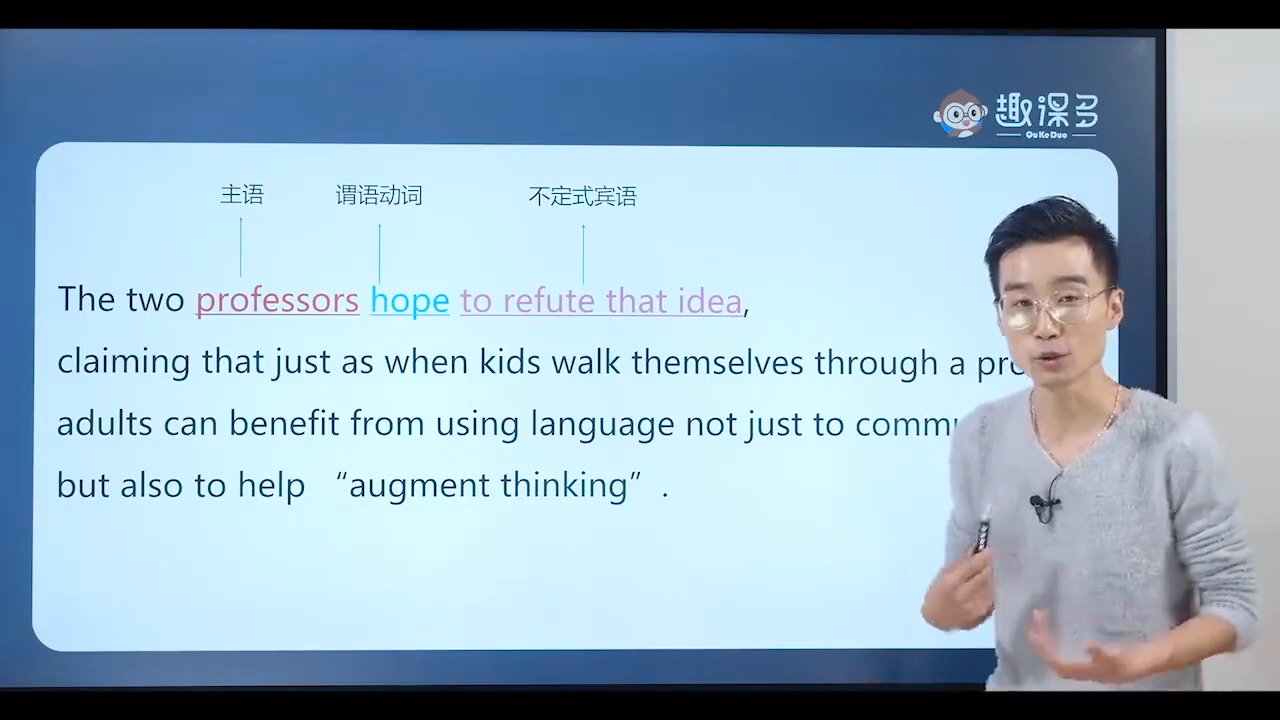 趣课多
QuKeDuo
主语 谓语动词 不定式宾语
The two professors hope to refute that idea,
claiming that just as when kids walk themselves through a
adults can benefit from using language not just to
but also to help “augment thinking”.